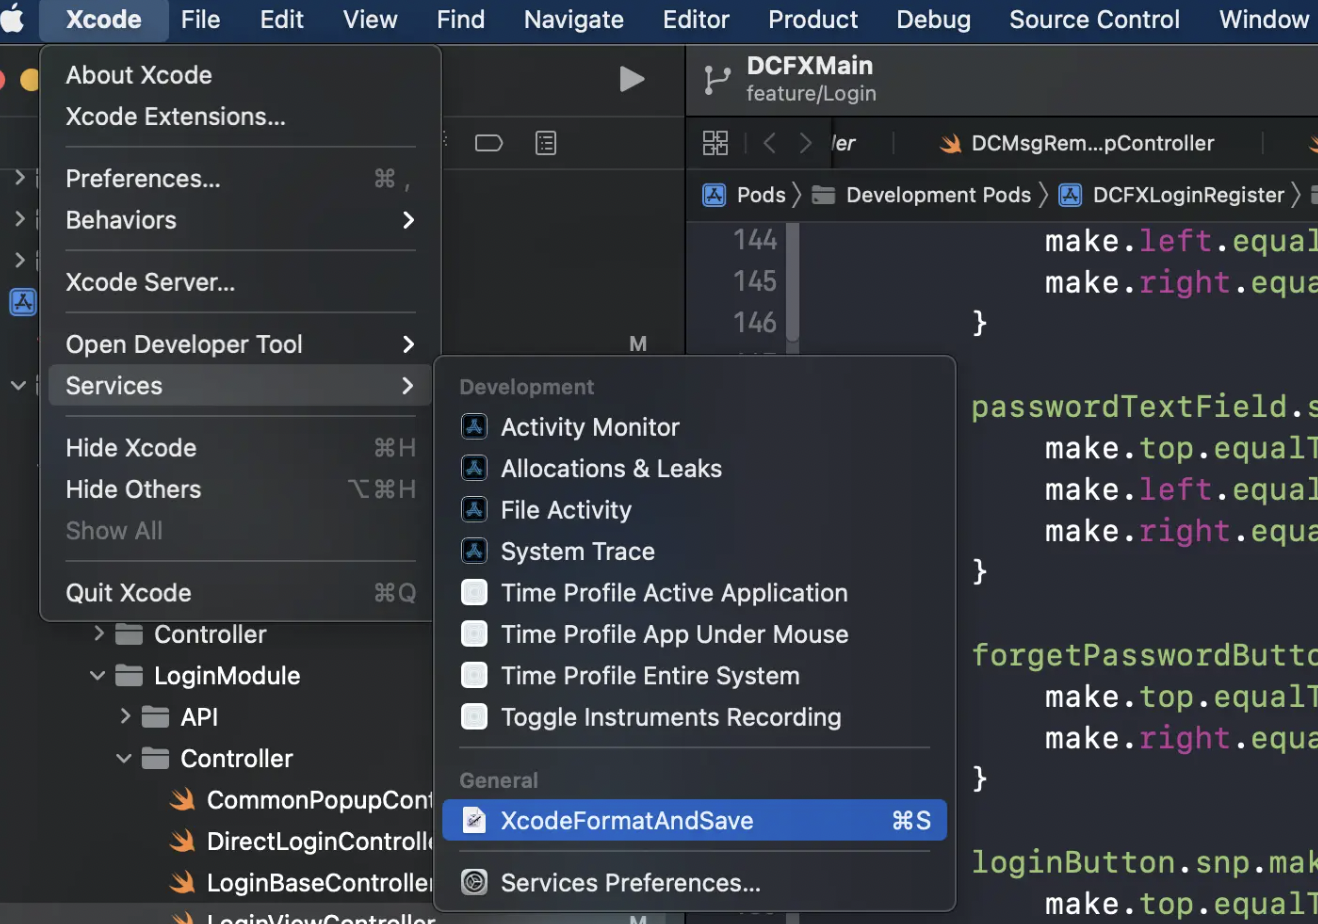 Xcode File Edit View Find Navigate Editor Product Debug Source Control Window
About Xcode
Xcode Extensions...
Preferences... ⌘ ,
Behaviors
Xcode Server...
Open Developer Tool
Services
Hide Xcode ⌘H
Hide Others ⌥⌘H
Show All
Quit Xcode ⌘Q
Development
Activity Monitor
Allocations & Leaks
File Activity
System Trace
Time Profile Active Application
Time Profile App Under Mouse
Time Profile Entire System
Toggle Instruments Recording
General
XcodeFormatAndSave ⌘S
Services Preferences...
M
Controller
LoginModule
API
Controller
CommonPopupCont
DirectLoginControlle
LoginBaseController
LoginViewController
M
DCFXMain
feature/Login
ler DCMsgRem...pController
Pods Development Pods DCFXLoginRegister
144 make.left.equal
145 make.right.equa
146 }
passwordTextField.s
make.top.equalT
make.left.equal
make.right.equa
}
forgetPasswordButto
make.top.equalT
make.right.equa
}
loginButton.snp.mak
make.top.equalT